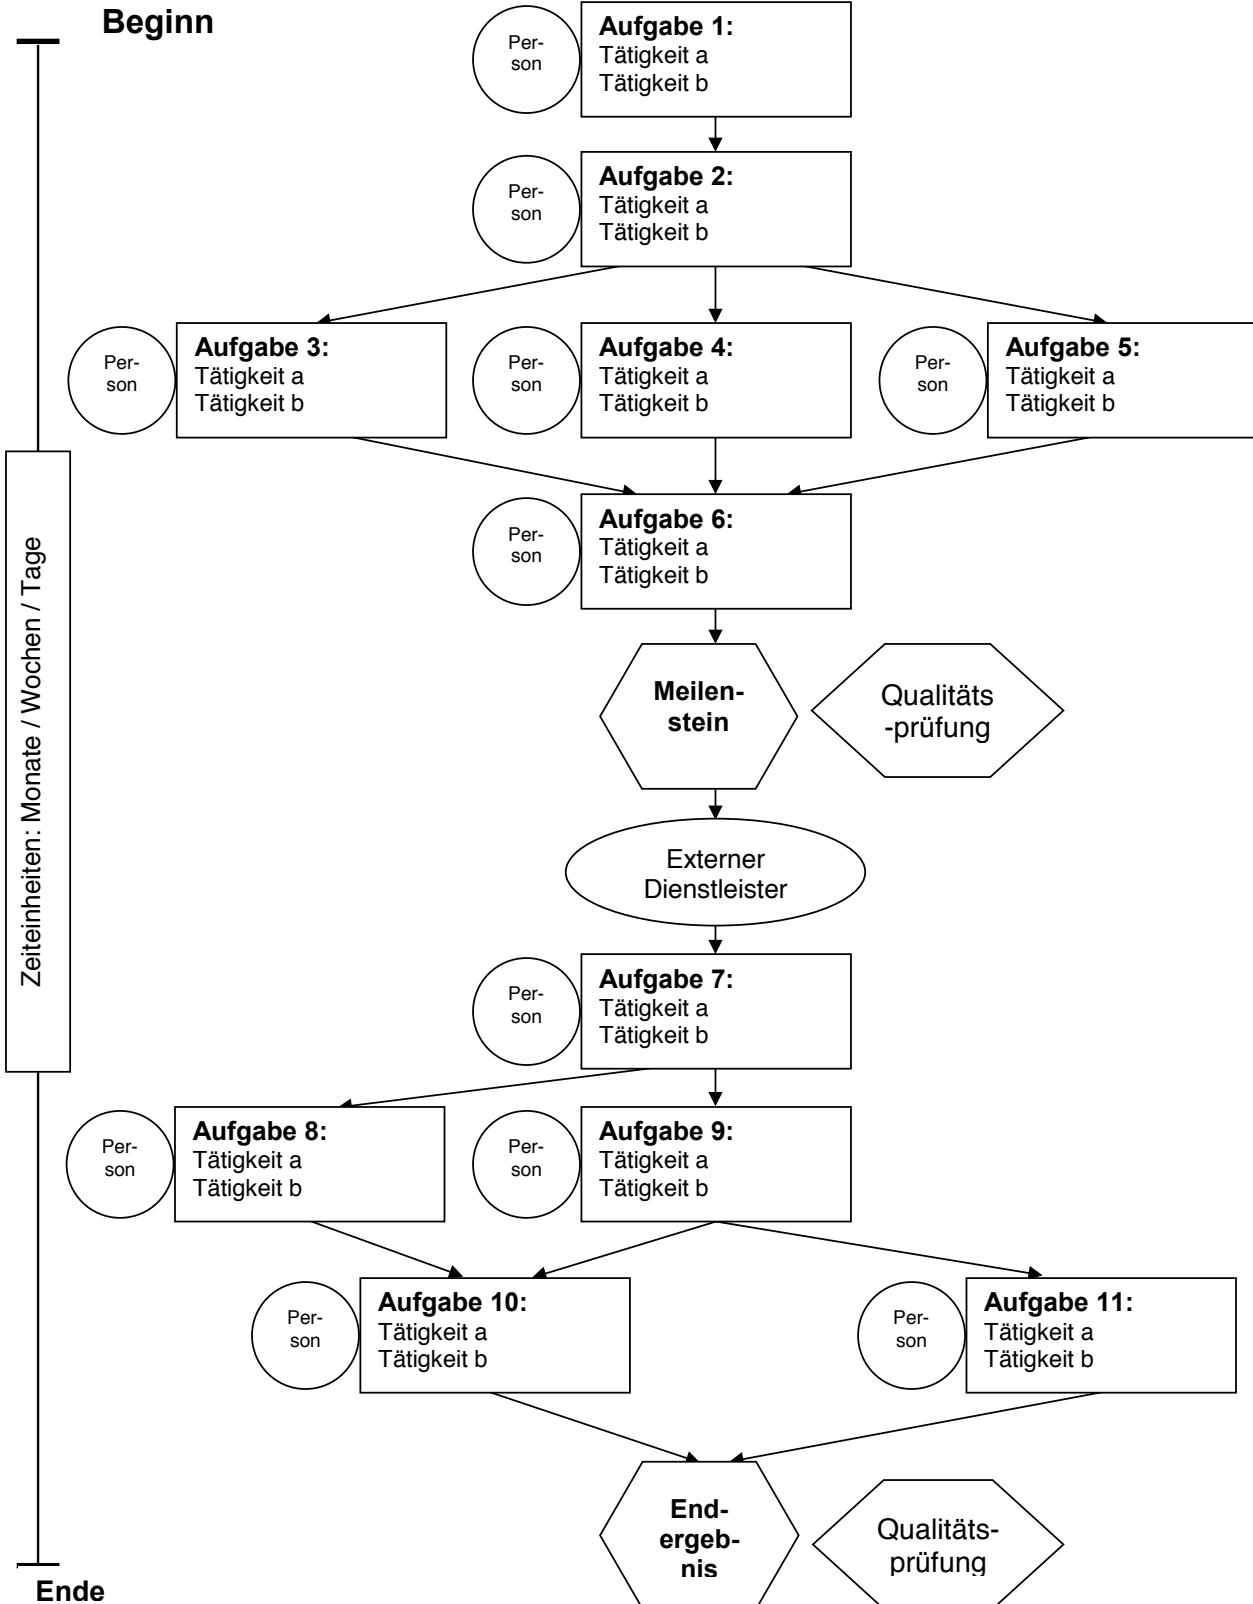 Beginn
Per-
son
Aufgabe 1:
Tätigkeit a
Tätigkeit b
Per-
son
Aufgabe 2:
Tätigkeit a
Tätigkeit b
Per-
son
Aufgabe 3:
Tätigkeit a
Tätigkeit b
Per-
son
Aufgabe 4:
Tätigkeit a
Tätigkeit b
Per-
son
Aufgabe 5:
Tätigkeit a
Tätigkeit b
Per-
son
Aufgabe 6:
Tätigkeit a
Tätigkeit b
Zeiteinheiten: Monate / Wochen / Tage
Meilen-
stein
Qualitäts
-prüfung
Externer
Dienstleister
Per-
son
Aufgabe 7:
Tätigkeit a
Tätigkeit b
Per-
son
Aufgabe 8:
Tätigkeit a
Tätigkeit b
Per-
son
Aufgabe 9:
Tätigkeit a
Tätigkeit b
Per-
son
Aufgabe 10:
Tätigkeit a
Tätigkeit b
Per-
son
Aufgabe 11:
Tätigkeit a
Tätigkeit b
End-
ergeb-
nis
Qualitäts-
prüfung
Ende